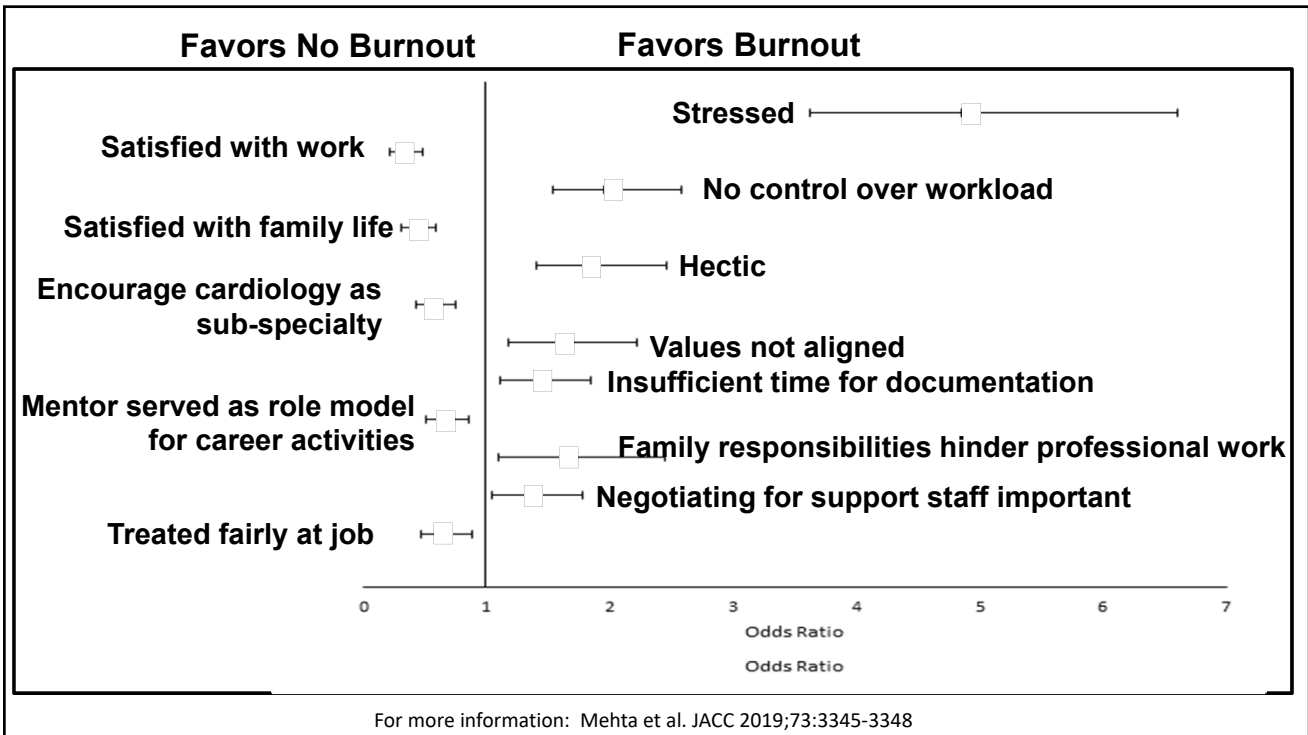 Favors No Burnout
Favors Burnout
Stressed
Satisfied with work
No control over workload
Satisfied with family life
Hectic
Encourage cardiology as
sub-specialty
Values not aligned
Insufficient time for documentation
Mentor served as role model
for career activities
Family responsibilities hinder professional work
Negotiating for support staff important
Treated fairly at job
0 1 2 3 4 5 6 7
Odds Ratio
Odds Ratio
For more information: Mehta et al. JACC 2019;73:3345-3348